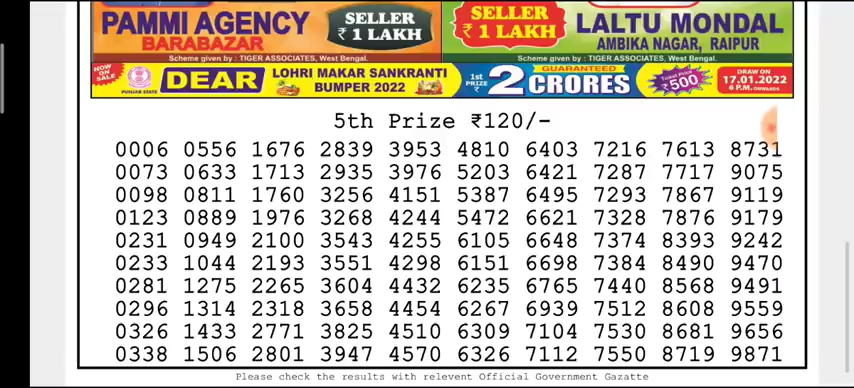 PAMMI AGENCY
BARABAZAR
SELLER
₹ 1 LAKH
SELLER
₹ 1 LAKH
LALTU MONDAL
AMBIKA NAGAR, RAIPUR
Scheme given by : TIGER ASSOCIATES, West Bengal.
Scheme given by : TIGER ASSOCIATES, West Bengal.
NOW ON SALE
PUNJAB STATE
DEAR
LOHRI MAKAR SANKRANTI
BUMPER 2022
1st
PRIZE
₹
GUARANTEED
2 CRORES
Ticket Price
₹500
DRAW ON
17.01.2022
6 P.M. ONWARDS
5th Prize ₹120/-
0006 0556 1676 2839 3953 4810 6403 7216 7613 8731
0073 0633 1713 2935 3976 5203 6421 7287 7717 9075
0098 0811 1760 3256 4151 5387 6495 7293 7867 9119
0123 0889 1976 3268 4244 5472 6621 7328 7876 9179
0231 0949 2100 3543 4255 6105 6648 7374 8393 9242
0233 1044 2193 3551 4298 6151 6698 7384 8490 9470
0281 1275 2265 3604 4432 6235 6765 7440 8568 9491
0296 1314 2318 3658 4454 6267 6939 7512 8608 9559
0326 1433 2771 3825 4510 6309 7104 7530 8681 9656
0338 1506 2801 3947 4570 6326 7112 7550 8719 9871
Please check the results with relevent Official Government Gazatte